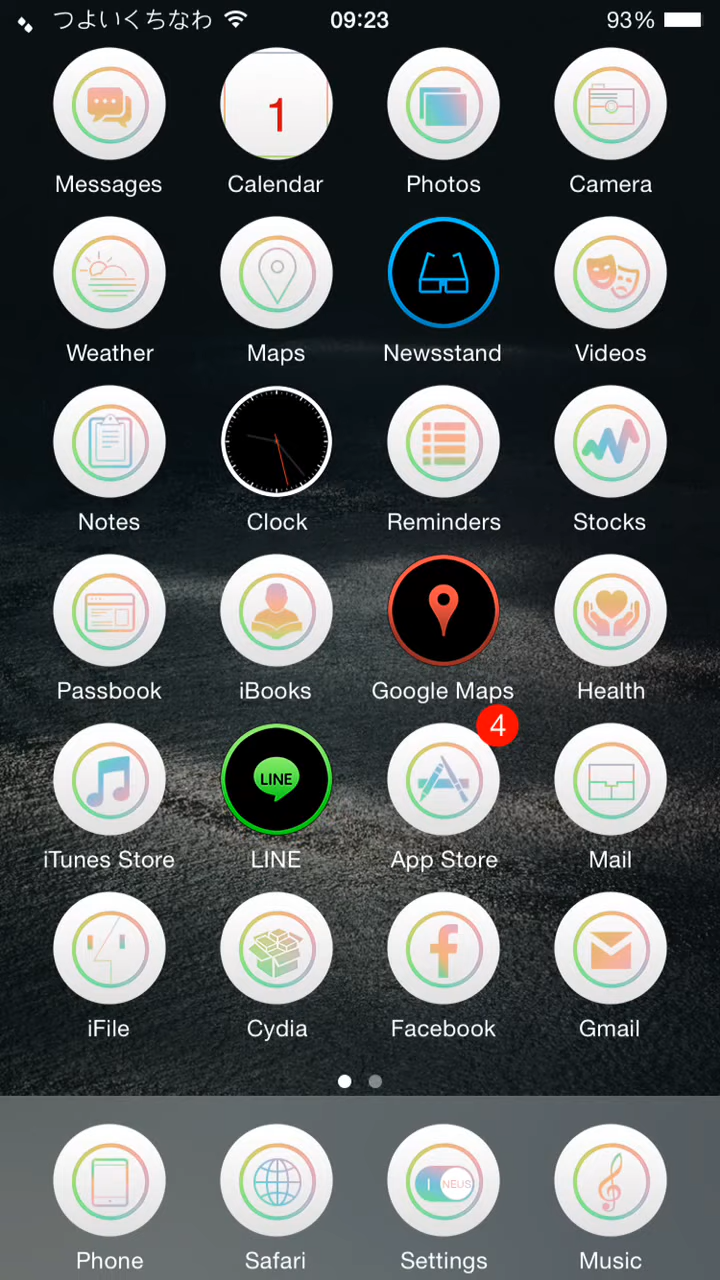 つよいくちなわ 09:23 93%
1
Messages Calendar Photos Camera
Weather Maps Newsstand Videos
Notes Clock Reminders Stocks
Passbook iBooks Google Maps Health
4
LINE
iTunes Store LINE App Store Mail
iFile Cydia Facebook Gmail
NEUS
Phone Safari Settings Music